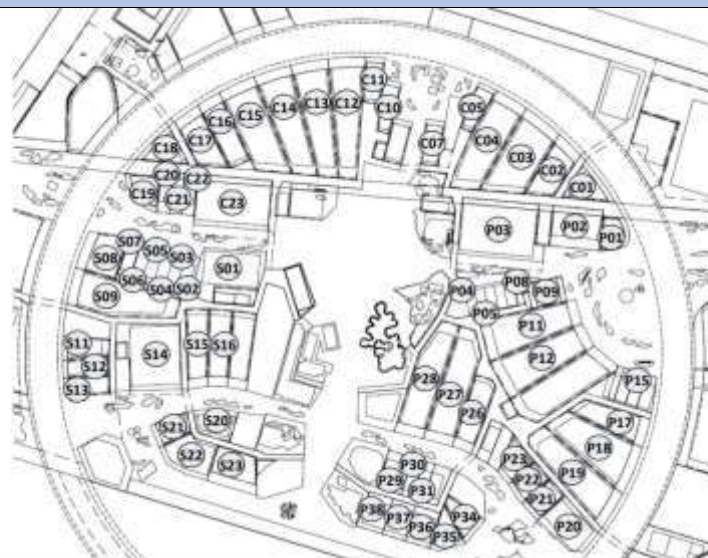 C11
C10
C05
C12
C13
C14
C15
C16
C17
C18
C07
C04
C03
C02
C01
C20
C22
C19
C21
C23
P03
P02
P01
S07
S05
S03
S08
S01
S06
S04
S02
S09
P04
P08
P09
P05
P11
P12
S11
S12
S13
S14
S15
S16
P28
P27
P26
P15
P17
P18
P19
P20
S20
S21
S22
S23
P23
P22
P21
P30
P29
P31
P38
P37
P36
P35
P34